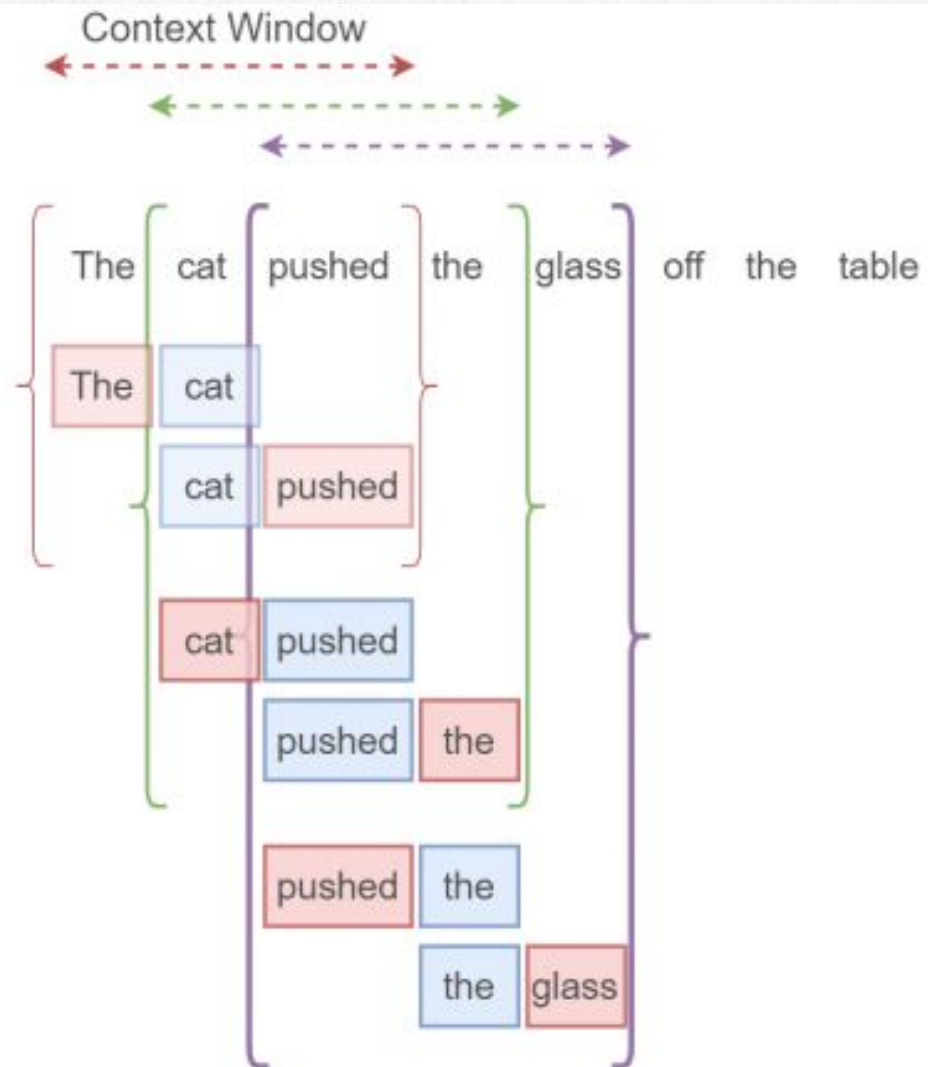 Context Window
The cat pushed the glass off the table
The cat
cat pushed
cat pushed
pushed the
pushed the
the glass